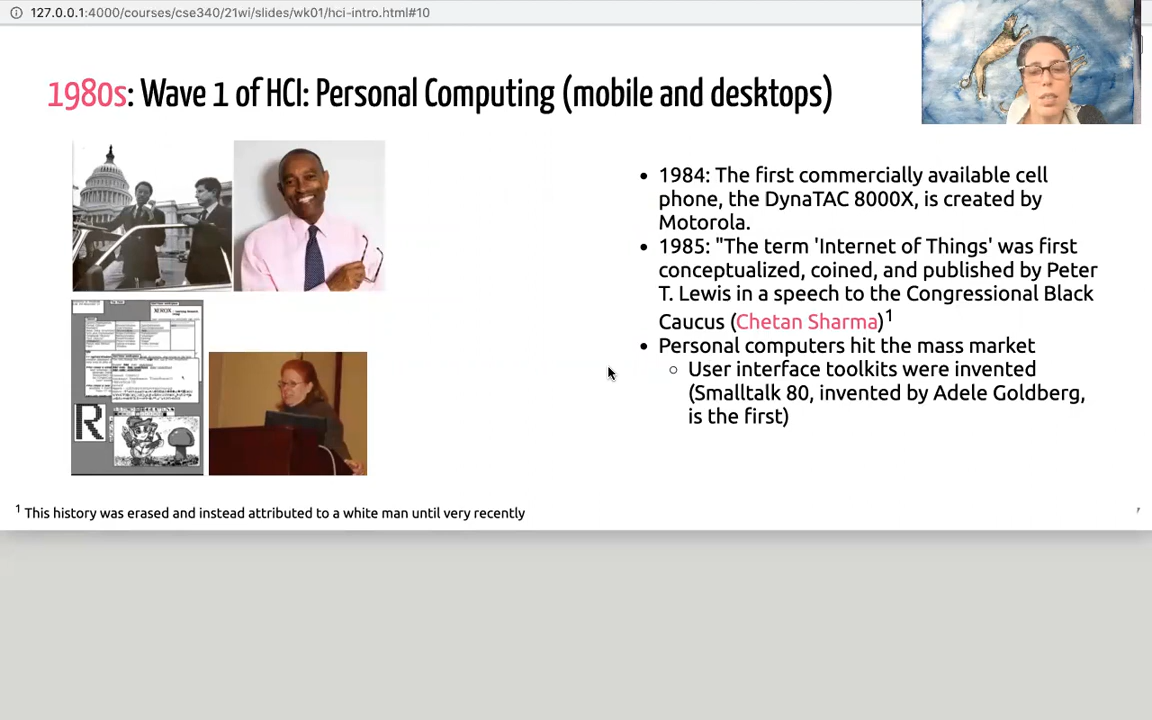 127.0.0.1:4000/courses/cse340/21wi/slides/wk01/hci-intro.html#10
1980s: Wave 1 of HCI: Personal Computing (mobile and desktops)
• 1984: The first commercially available cell
phone, the DynaTAC 8000X, is created by
Motorola.
• 1985: "The term 'Internet of Things' was first
conceptualized, coined, and published by Peter
T. Lewis in a speech to the Congressional Black
Caucus (Chetan Sharma)¹
• Personal computers hit the mass market
○ User interface toolkits were invented
(Smalltalk 80, invented by Adele Goldberg,
is the first)
XEROX
R
¹ This history was erased and instead attributed to a white man until very recently